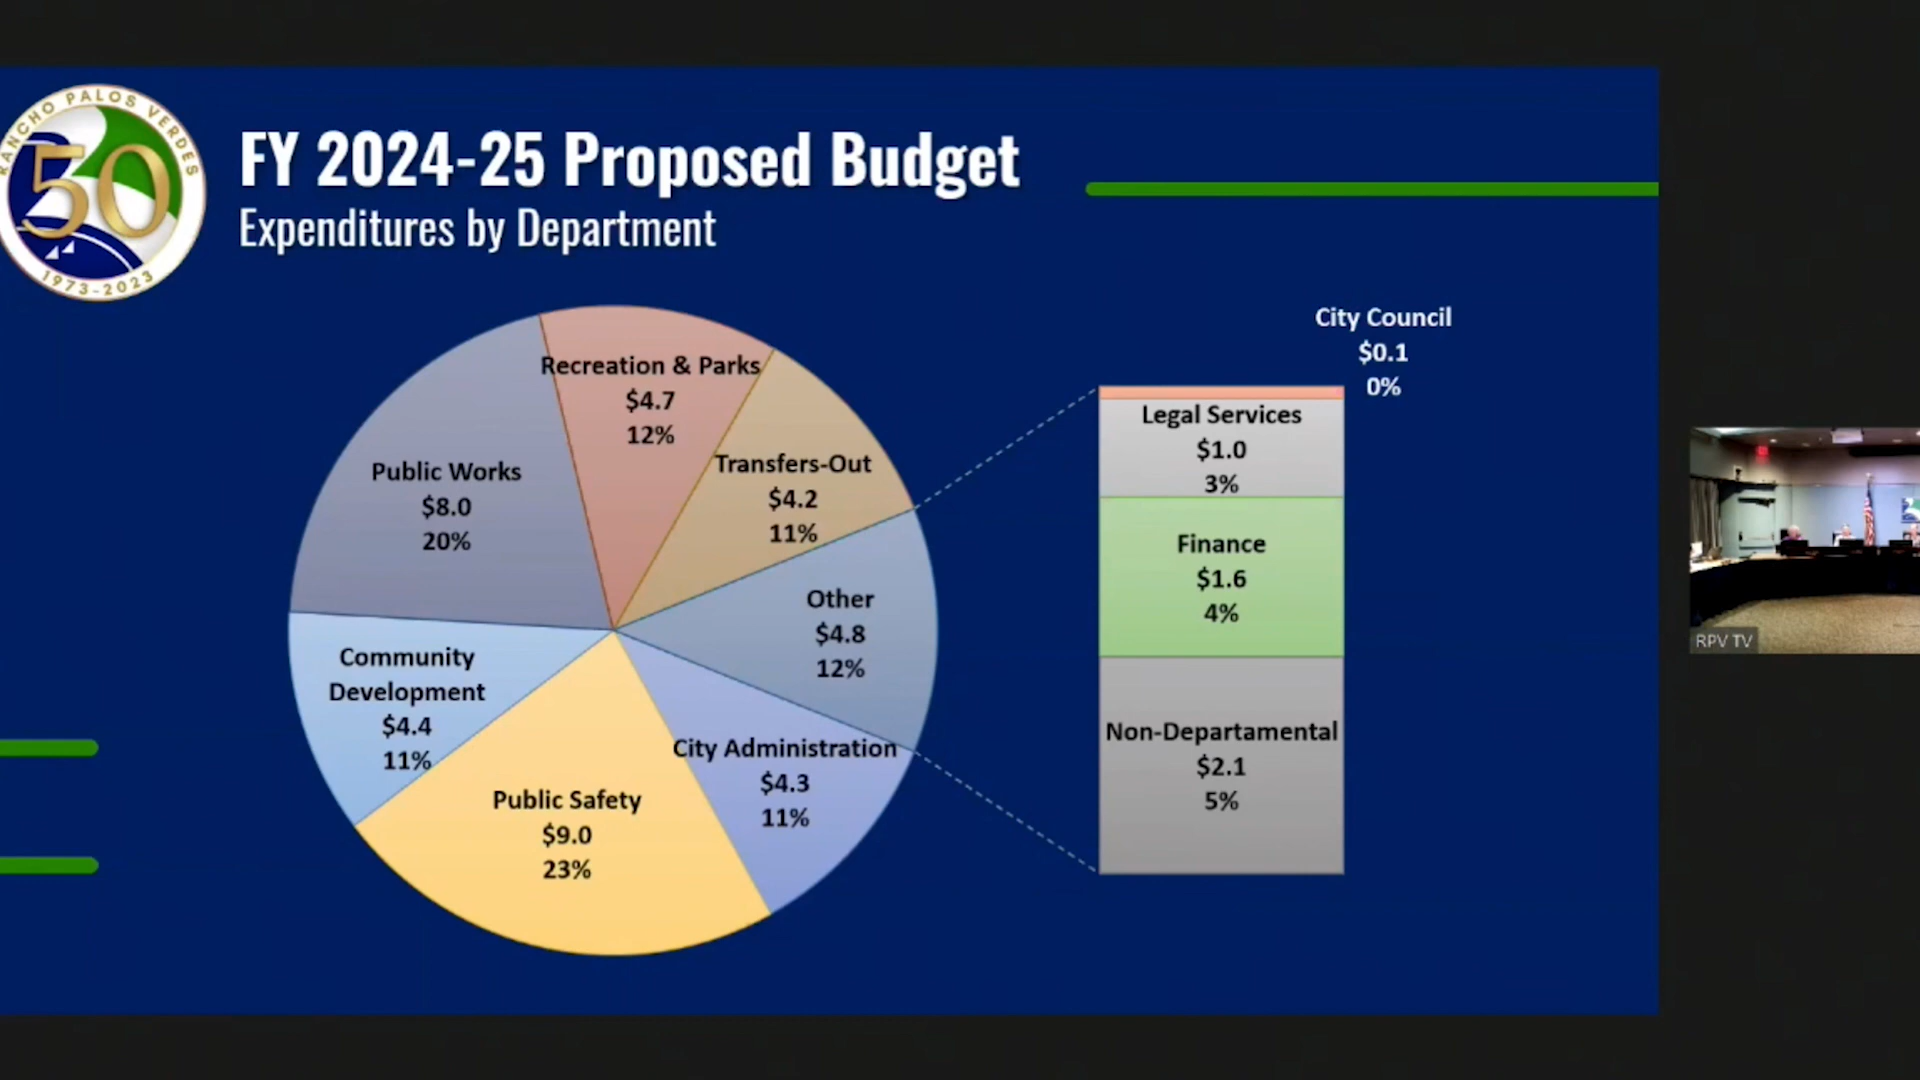 RANCHO PALOS VERDES
50
1973-2023
FY 2024-25 Proposed Budget
Expenditures by Department
Recreation & Parks
$4.7
12%
Transfers-Out
$4.2
11%
Other
$4.8
12%
City Administration
$4.3
11%
Public Safety
$9.0
23%
Community
Development
$4.4
11%
Public Works
$8.0
20%
City Council
$0.1
0%
Legal Services
$1.0
3%
Finance
$1.6
4%
Non-Departamental
$2.1
5%
RPV TV